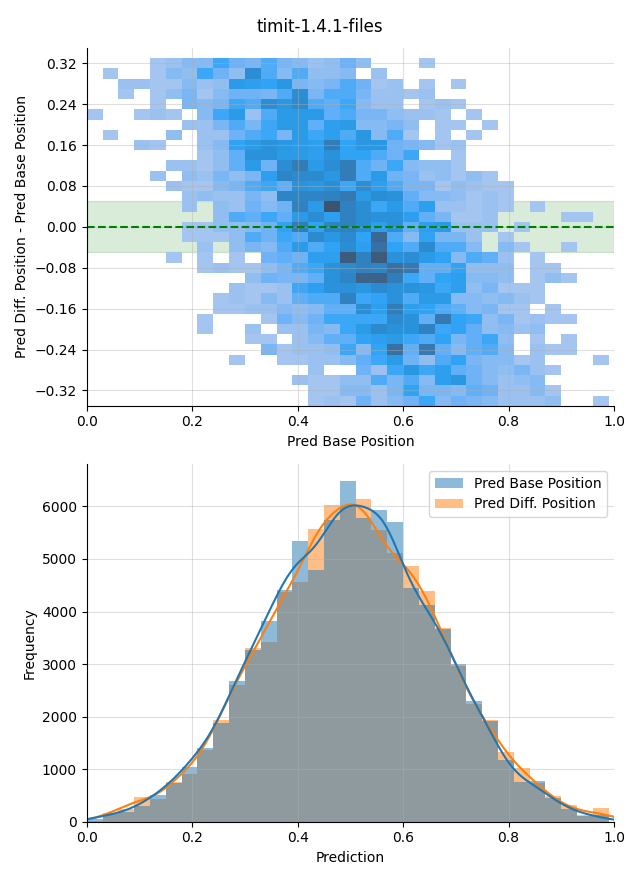 timit-1.4.1-files
Pred Diff. Position - Pred Base Position
0.32
0.24
0.16
0.08
0.00
−0.08
−0.16
−0.24
−0.32
0.0 0.2 0.4 0.6 0.8 1.0
Pred Base Position
Pred Base Position
Pred Diff. Position
Frequency
6000
5000
4000
3000
2000
1000
0
0.0 0.2 0.4 0.6 0.8 1.0
Prediction